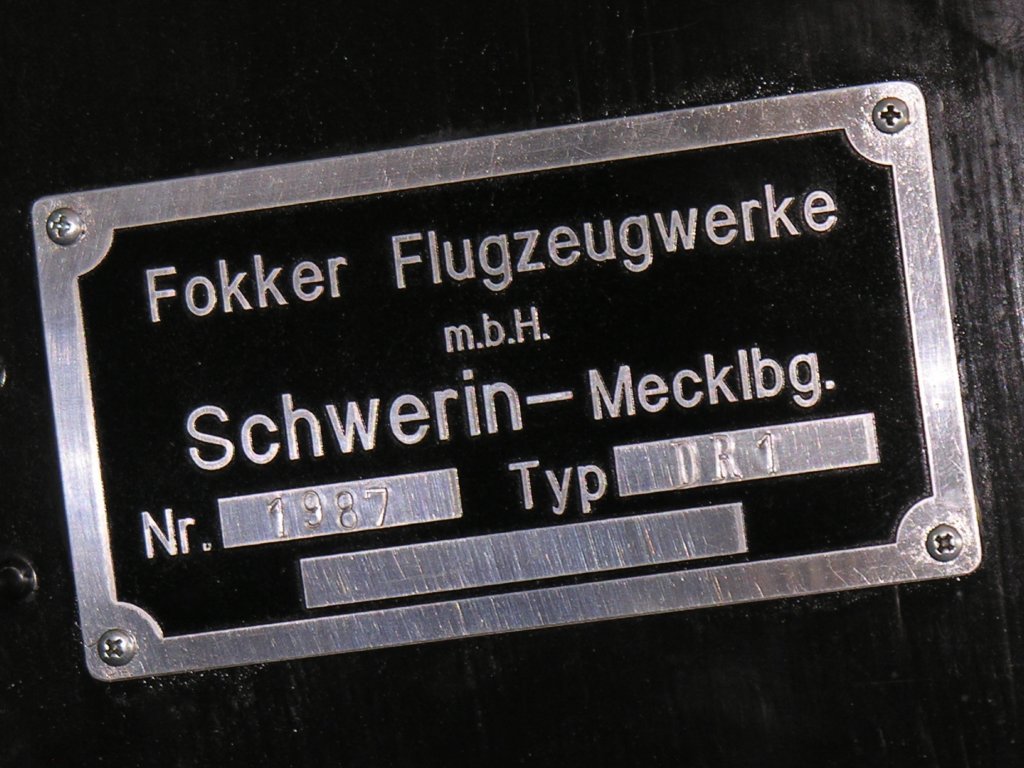 Fokker Flugzeugwerke
m.b.H.
Schwerin-Mecklbg.
Nr. 1987 Typ DR1